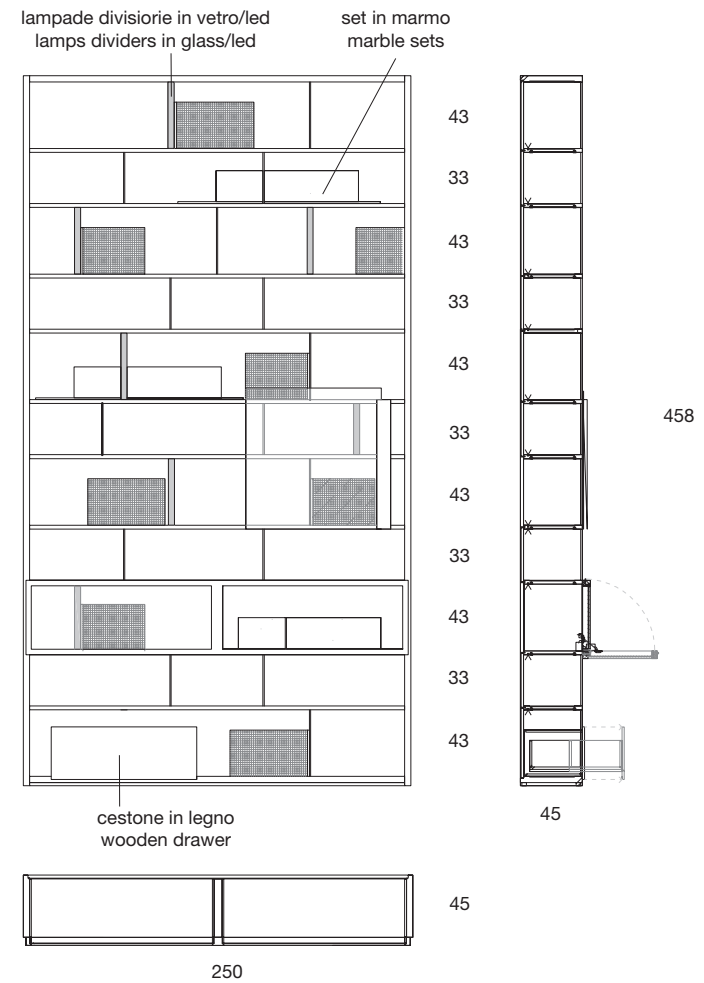 lampade divisiorie in vetro/led
lamps dividers in glass/led
set in marmo
marble sets
43
33
43
33
43
33
458
43
33
43
33
43
45
cestone in legno
wooden drawer
45
250